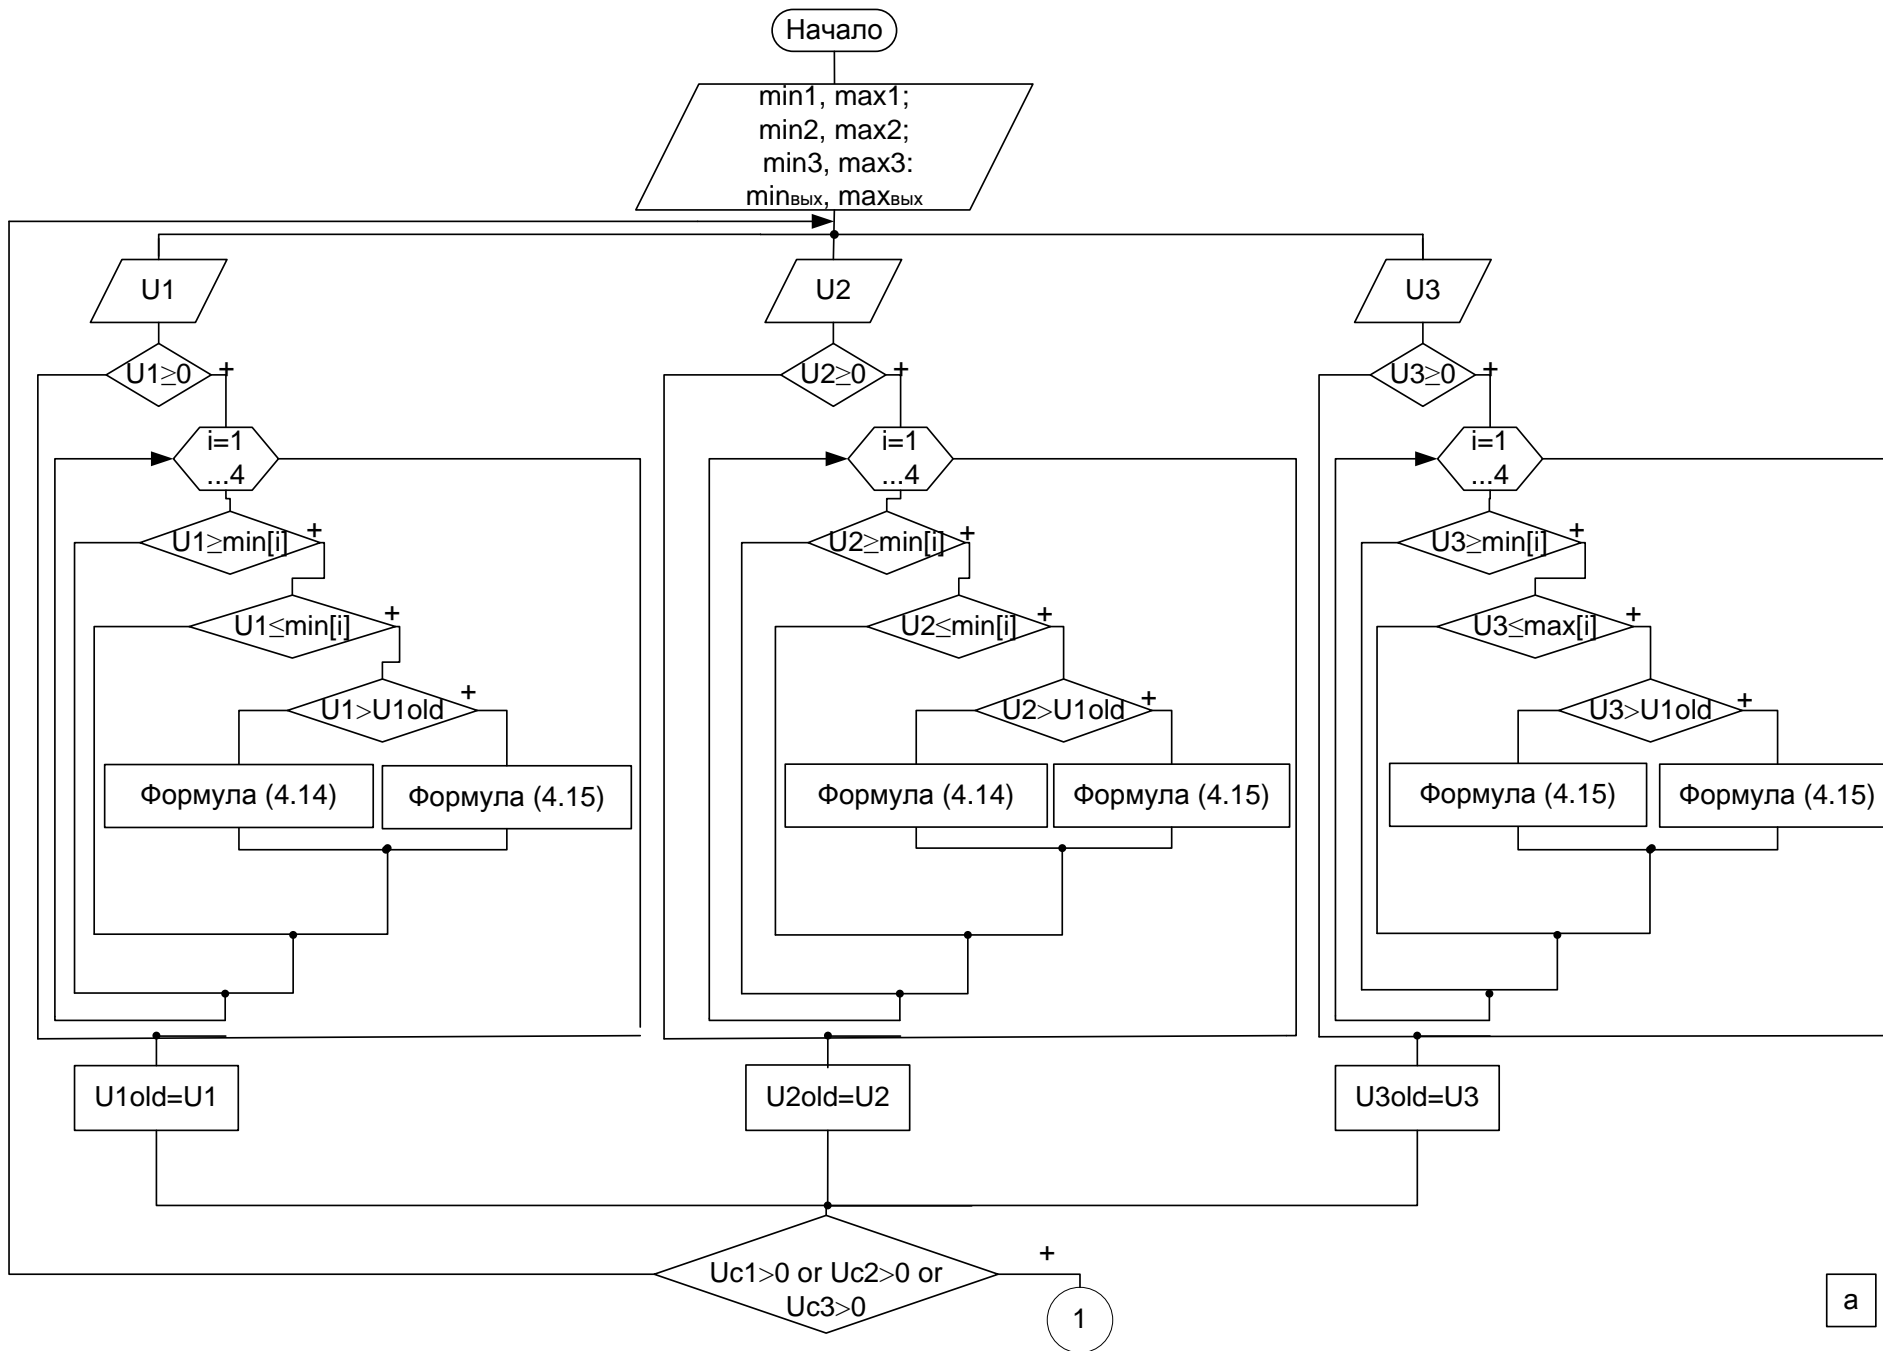 Начало
min1, max1;
min2, max2;
min3, max3:
minвых, maxвых
U1
U2
U3
U1≥0
+
U2≥0
+
U3≥0
+
i=1
...4
i=1
...4
i=1
...4
U1≥min[i]
+
U2≥min[i]
+
U3≥min[i]
+
U1≤min[i]
+
U2≤min[i]
+
U3≤max[i]
+
U1>U1old
+
U2>U1old
+
U3>U1old
+
Формула (4.14)
Формула (4.15)
Формула (4.14)
Формула (4.15)
Формула (4.15)
Формула (4.15)
U1old=U1
U2old=U2
U3old=U3
Uc1>0 or Uc2>0 or
Uc3>0
+
1
а